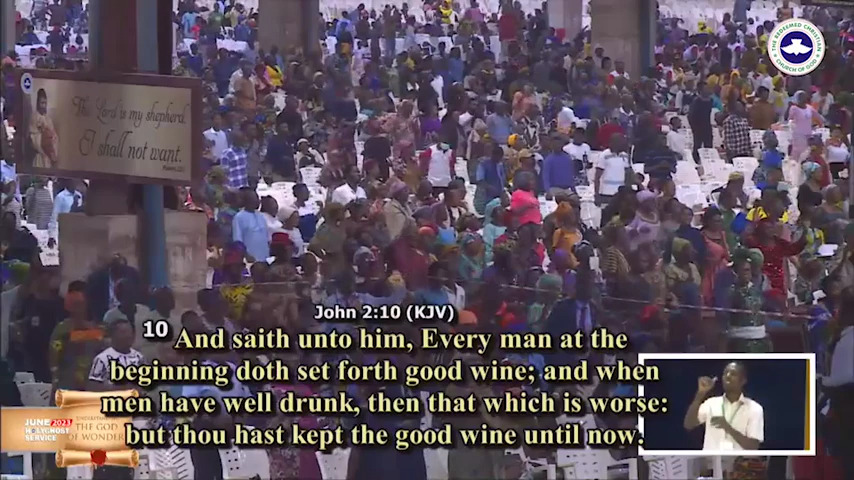 THE REDEEMED CHRISTIAN
CHURCH OF GOD
The Lord is my shepherd.
I shall not want.
John 2:10 (KJV)
10 And saith unto him, Every man at the
beginning doth set forth good wine; and when
men have well drunk, then that which is worse:
but thou hast kept the good wine until now.
JUNE 2023
HOLYGHOST
SERVICE
THE GOD
OF WONDER